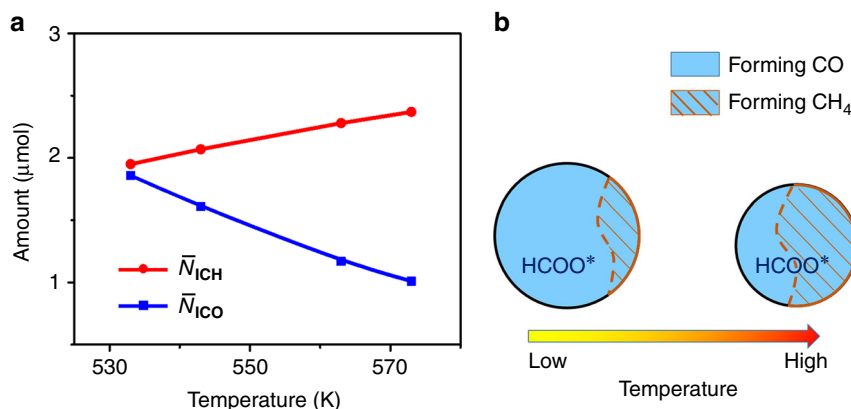 a
3
2
1
Amount (μmol)
N̄ICH
N̄ICO
530
550
570
Temperature (K)
b
Forming CO
Forming CH₄
HCOO*
HCOO*
Low
High
Temperature